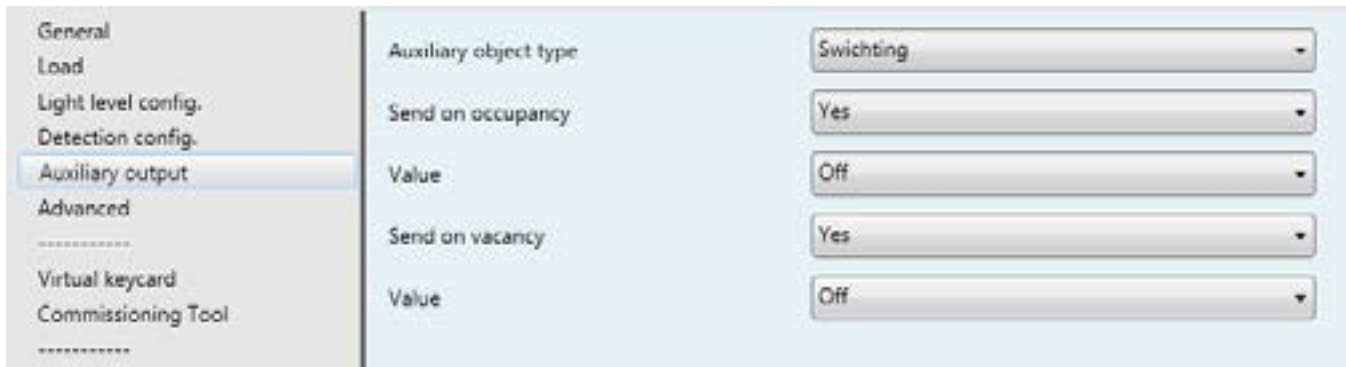 General
Load
Light level config.
Detection config.
Auxiliary output
Advanced
-----------
Virtual keycard
Commissioning Tool
-----------
Auxiliary object type
Swichting
Send on occupancy
Yes
Value
Off
Send on vacancy
Yes
Value
Off